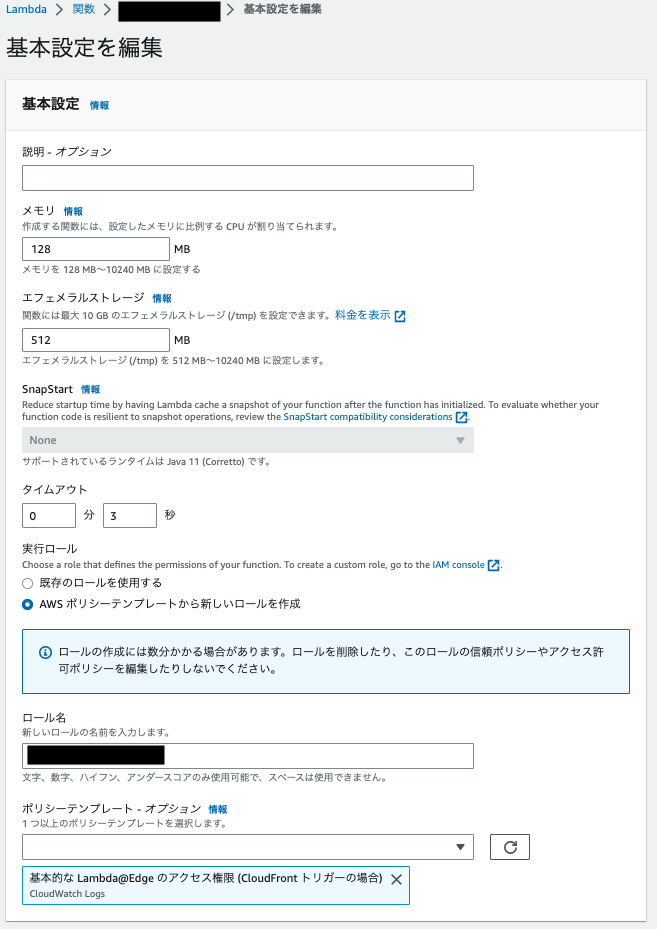 Lambda > 関数 > > 基本設定を編集
基本設定を編集
基本設定 情報
説明 - オプション
メモリ 情報
作成する関数には、設定したメモリに比例する CPU が割り当てられます。
128 MB
メモリを 128 MB～10240 MB に設定する
エフェメラルストレージ 情報
関数には最大 10 GB のエフェメラルストレージ (/tmp) を設定できます。料金を表示
512 MB
エフェメラルストレージ (/tmp) を 512 MB～10240 MB に設定します。
SnapStart 情報
Reduce startup time by having Lambda cache a snapshot of your function after the function has initialized. To evaluate whether your
function code is resilient to snapshot operations, review the SnapStart compatibility considerations.
None
サポートされているランタイムは Java 11 (Corretto) です。
タイムアウト
0 分 3 秒
実行ロール
Choose a role that defines the permissions of your function. To create a custom role, go to the IAM console.
既存のロールを使用する
AWS ポリシーテンプレートから新しいロールを作成
ロールの作成には数分かかる場合があります。ロールを削除したり、このロールの信頼ポリシーやアクセス許
可ポリシーを編集したりしないでください。
ロール名
新しいロールの名前を入力します。
文字、数字、ハイフン、アンダースコアのみ使用可能で、スペースは使用できません。
ポリシーテンプレート - オプション 情報
1 つ以上のポリシーテンプレートを選択します。
基本的な Lambda@Edge のアクセス権限 (CloudFront トリガーの場合)
CloudWatch Logs